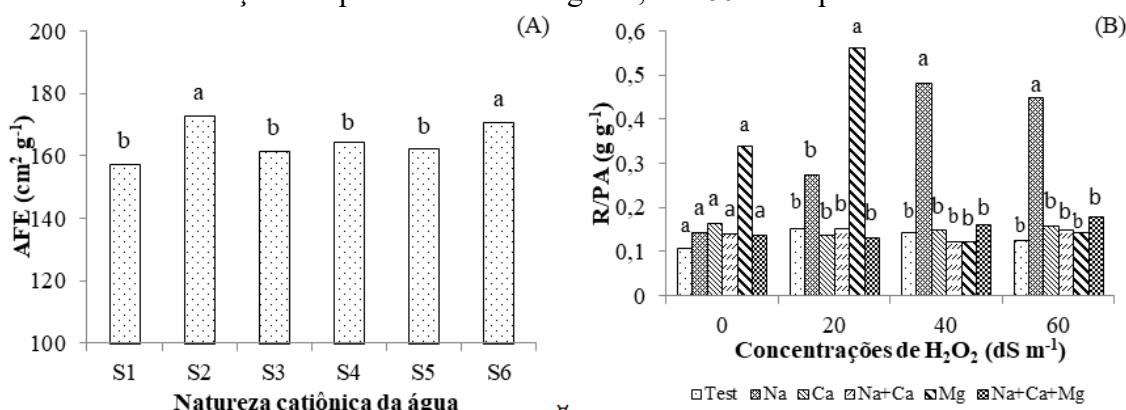 (A)
200
180
160
140
120
100
AFE (cm² g⁻¹)
b a b b b a
S1 S2 S3 S4 S5 S6
Natureza catiônica da água
(B)
0,6
0,5
0,4
0,3
0,2
0,1
0
R/PA (g g⁻¹)
a a a a a a
b b b b a b
b a b b b b
b a b b b b
0 20 40 60
Concentrações de H₂O₂ (dS m⁻¹)
Test Na Ca Na+Ca Mg Na+Ca+Mg